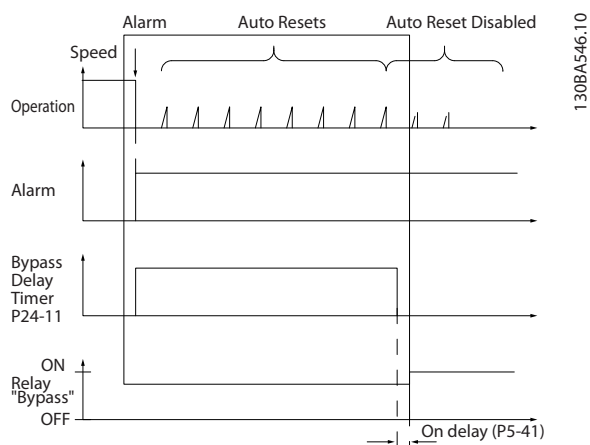 Alarm
Auto Resets
Auto Reset Disabled
Speed
Operation
Alarm
Bypass
Delay
Timer
P24-11
ON
Relay
"Bypass"
OFF
On delay (P5-41)
130BA546.10